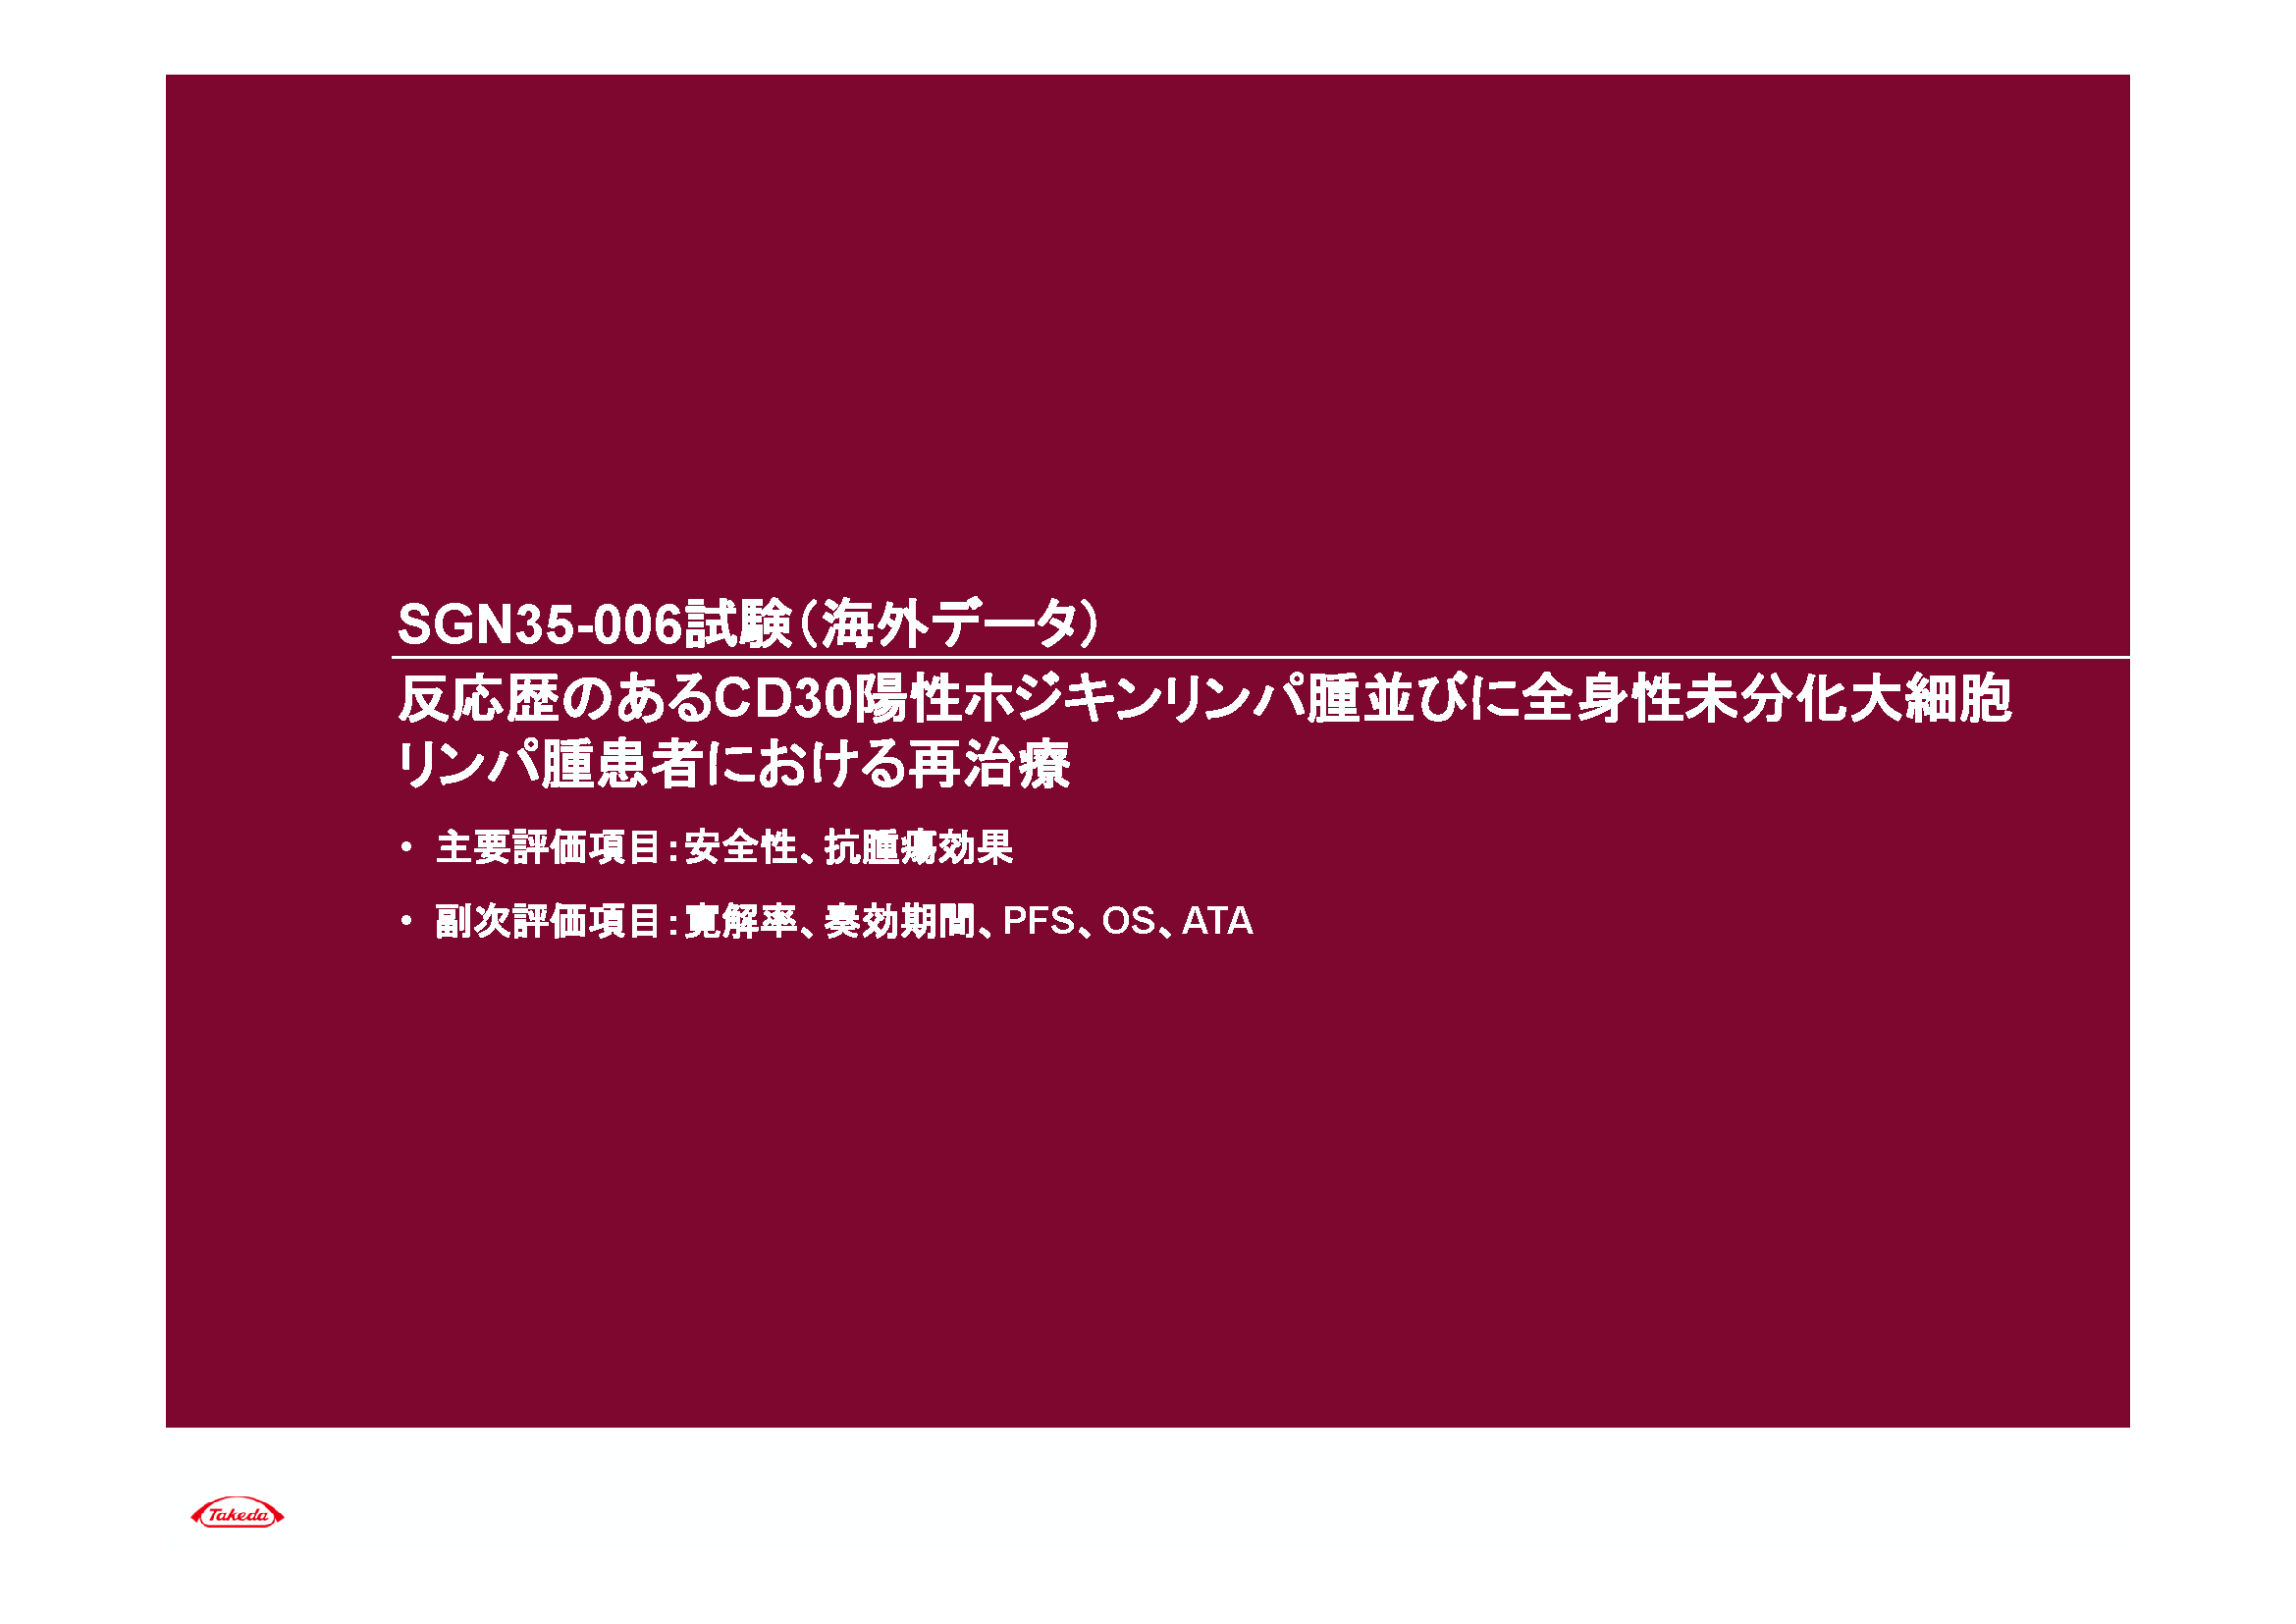 SGN35-006試験（海外データ）
反応歴のあるCD30陽性ホジキンリンパ腫並びに全身性未分化大細胞
リンパ腫患者における再治療
• 主要評価項目：安全性、抗腫瘍効果
• 副次評価項目：寛解率、奏効期間、PFS、OS、ATA
Takeda